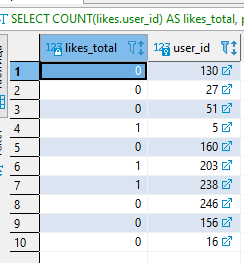 SELECT COUNT(likes.user_id) AS likes_total, p
123 likes_total 123 user_id
1 0 130
2 0 27
3 0 51
4 1 5
5 0 160
6 1 203
7 1 238
8 0 246
9 0 156
10 0 16